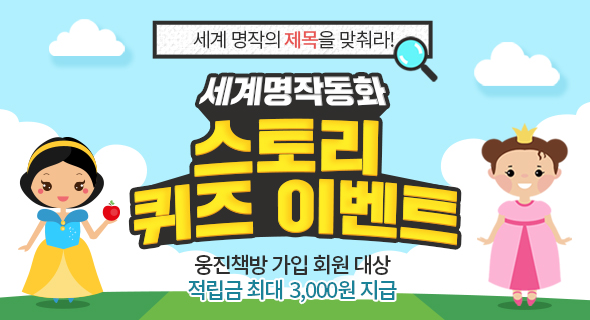 세계 명작의 제목을 맞춰라!
세계명작동화
스토리
퀴즈 이벤트
웅진책방 가입 회원 대상
적립금 최대 3,000원 지급